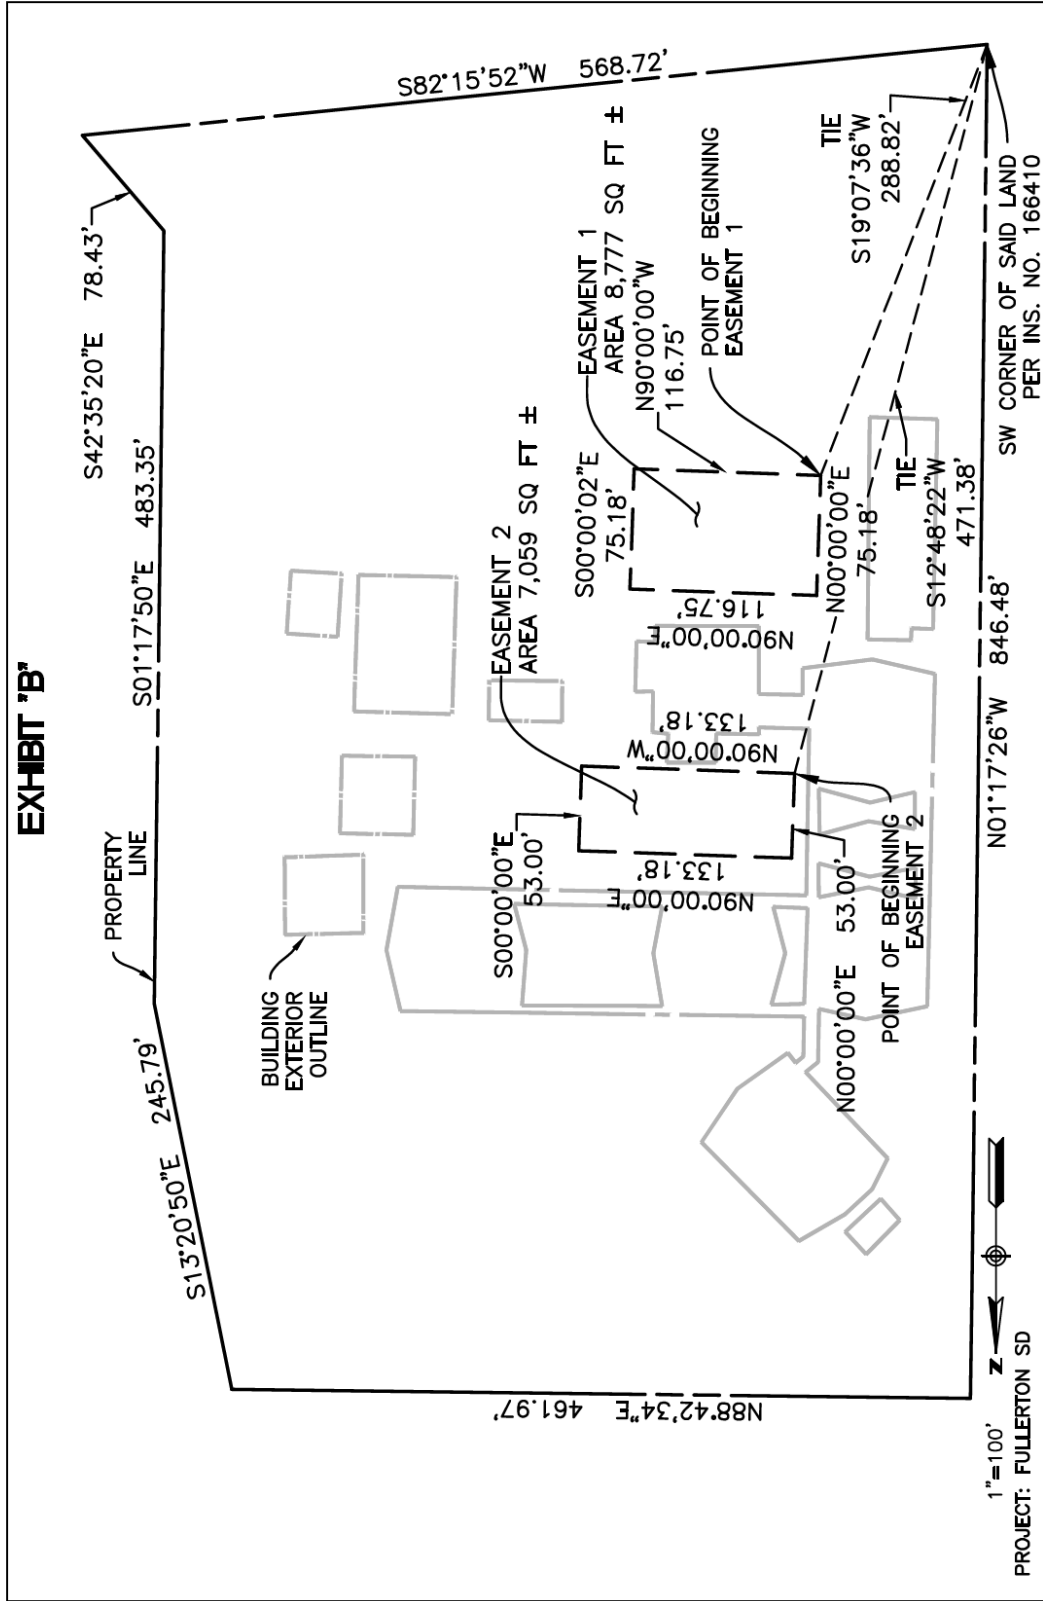 EXHIBIT "B"
PROPERTY
LINE
S01°17'50"E 483.35'
S42°35'20"E 78.43'
S82°15'52"W 568.72'
S13°20'50"E 245.79'
BUILDING
EXTERIOR
OUTLINE
EASEMENT 2
AREA 7,059 SQ FT ±
EASEMENT 1
AREA 8,777 SQ FT ±
S00°00'02"E
75.18'
N90°00'00"W
116.75'
POINT OF BEGINNING
EASEMENT 1
S00°00'00"E
53.00'
N90°00'00"W
133.18'
N90°00'00"E
133.18'
N90°00'00"E
116.75'
N00°00'00"E
75.18'
TIE
S19°07'36"W
288.82'
TIE
S12°48'22"W
471.38'
N00°00'00"E 53.00'
POINT OF BEGINNING
EASEMENT 2
N88°42'34"E 461.97'
N01°17'26"W 846.48'
SW CORNER OF SAID LAND
PER INS. NO. 166410
N
1"=100'
PROJECT: FULLERTON SD